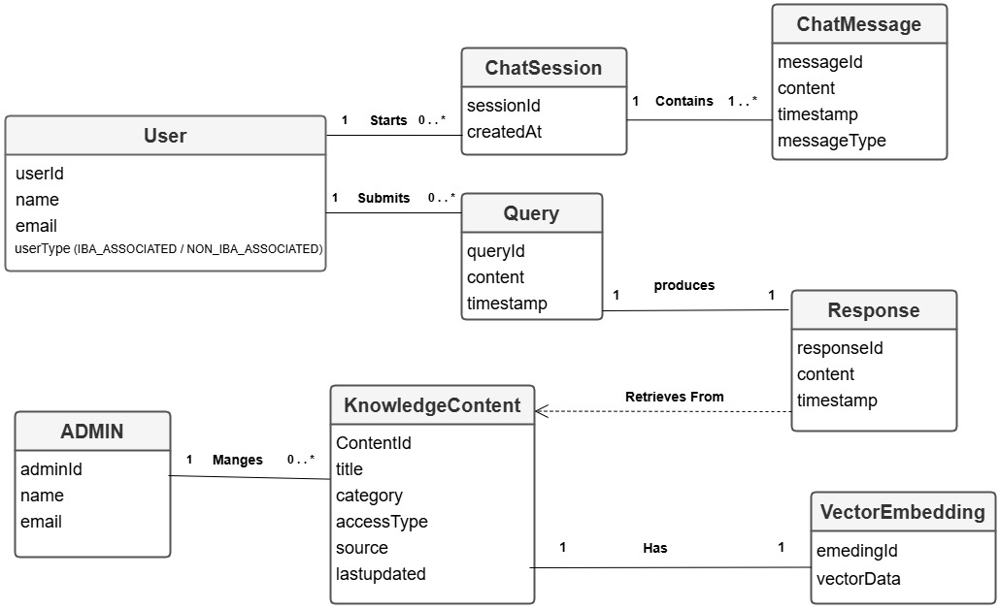 ChatMessage
messageId
content
timestamp
messageType
ChatSession
sessionId
createdAt
1 Contains 1..*
User
userId
name
email
userType (IBA_ASSOCIATED / NON_IBA_ASSOCIATED)
1 Starts 0..*
1 Submits 0..*
Query
queryId
content
timestamp
1 produces 1
Response
responseId
content
timestamp
Retrieves From
KnowledgeContent
ContentId
title
category
accessType
source
lastupdated
ADMIN
adminId
name
email
1 Manges 0..*
1 Has 1
VectorEmbedding
emedingId
vectorData